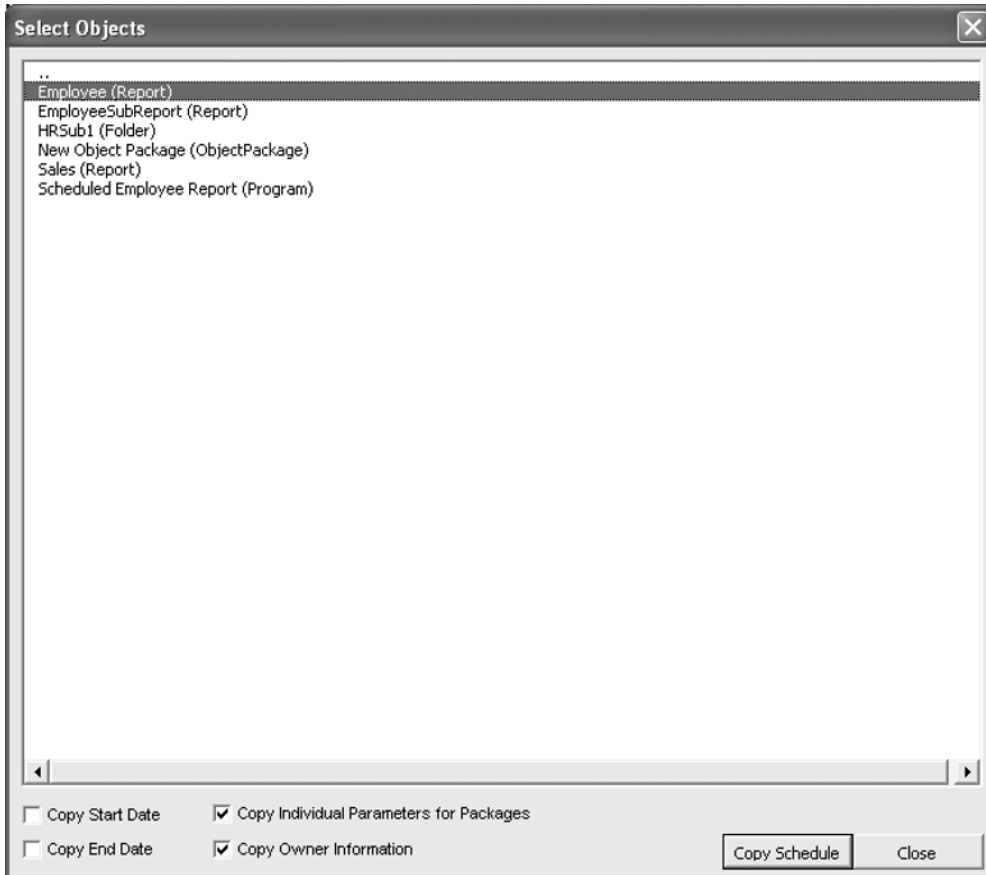 Select Objects
..
Employee (Report)
EmployeeSubReport (Report)
HRSub1 (Folder)
New Object Package (ObjectPackage)
Sales (Report)
Scheduled Employee Report (Program)
Copy Start Date
Copy Individual Parameters for Packages
Copy End Date
Copy Owner Information
Copy Schedule
Close